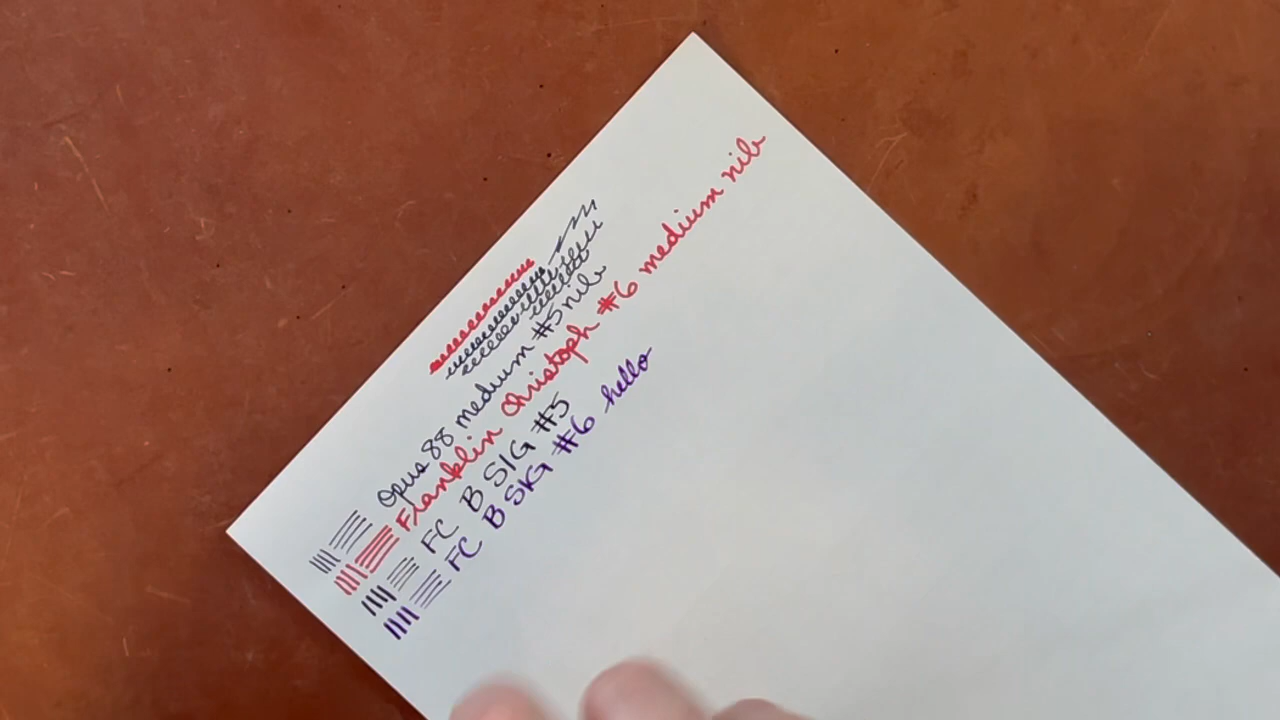 Opus 88 medium #5 nib
Franklin Christoph #6 medium nib
FC B SIG #5
FC B SIG #6 hello